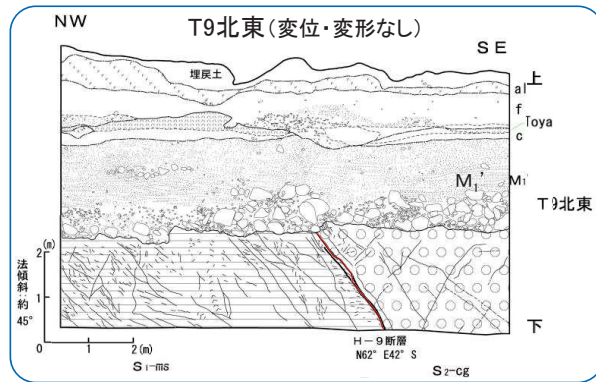 T9北東(変位・変形なし)
NW
SE
埋戻土
上
al
f
Toya
c
M₁'
M₁'
T9北東
2
(m)
1
0
法傾斜:約
45°
下
0
1
2 (m)
H-9断層
N62°E42°S
S₁-ms
S₂-cg